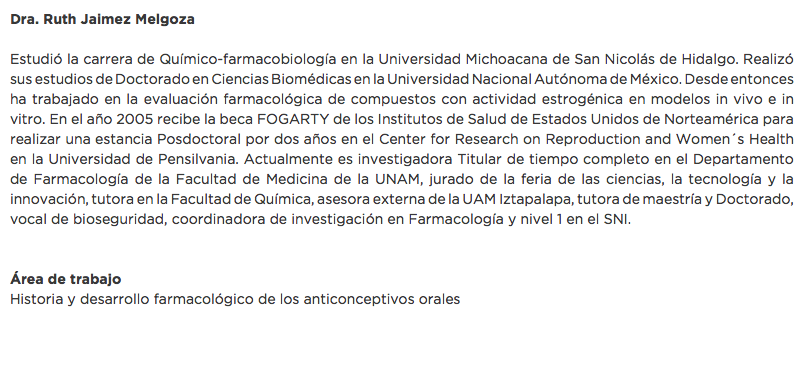 Dra. Ruth Jaimez Melgoza
Estudió la carrera de Químico-farmacobiología en la Universidad Michoacana de San Nicolás de Hidalgo. Realizó
sus estudios de Doctorado en Ciencias Biomédicas en la Universidad Nacional Autónoma de México. Desde entonces
ha trabajado en la evaluación farmacológica de compuestos con actividad estrogénica en modelos in vivo e in
vitro. En el año 2005 recibe la beca FOGARTY de los Institutos de Salud de Estados Unidos de Norteamérica para
realizar una estancia Posdoctoral por dos años en el Center for Research on Reproduction and Women´s Health
en la Universidad de Pensilvania. Actualmente es investigadora Titular de tiempo completo en el Departamento
de Farmacología de la Facultad de Medicina de la UNAM, jurado de la feria de las ciencias, la tecnología y la
innovación, tutora en la Facultad de Química, asesora externa de la UAM Iztapalapa, tutora de maestría y Doctorado,
vocal de bioseguridad, coordinadora de investigación en Farmacología y nivel 1 en el SNI.
Área de trabajo
Historia y desarrollo farmacológico de los anticonceptivos orales